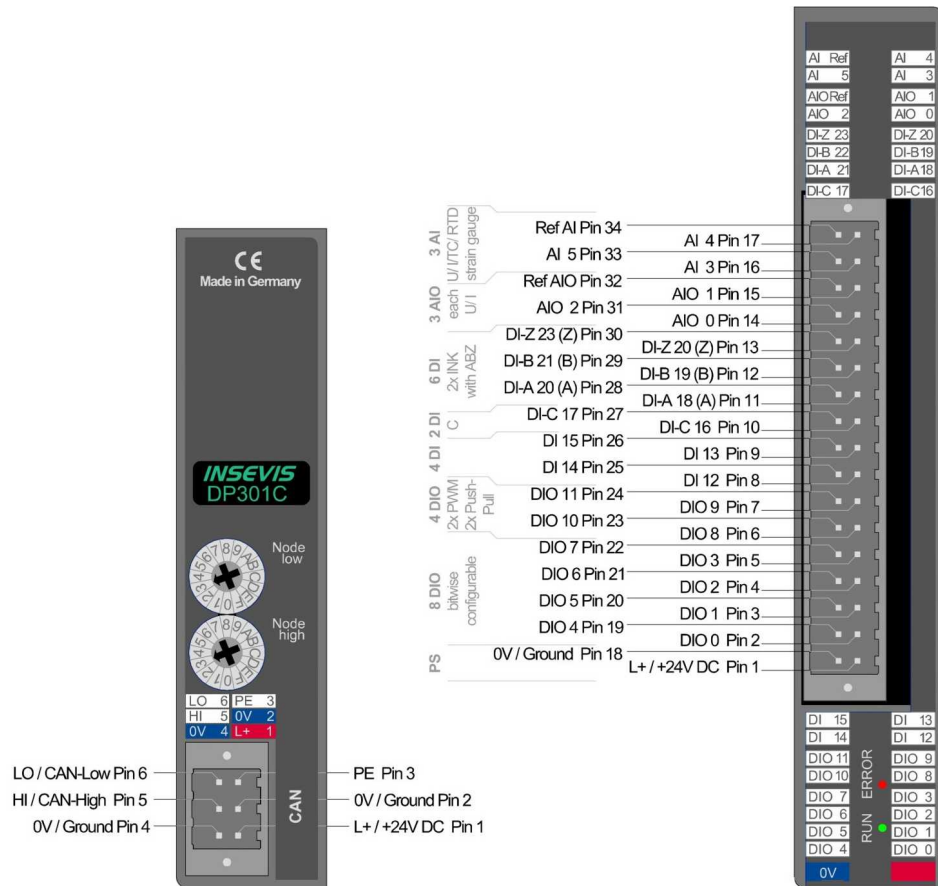 CE
Made in Germany
INSEVIS
DP301C
0123456789ABCDEF
Node
low
0123456789ABCDEF
Node
high
LO 6 PE 3
HI 5 0V 2
0V 4 L+ 1
LO / CAN-Low Pin 6
HI / CAN-High Pin 5
0V / Ground Pin 4
PE Pin 3
0V / Ground Pin 2
L+ / +24V DC Pin 1
CAN
3 AI
U/ I/TC/ RTD
strain gauge
3 AIO
each
U/ I
6 DI
2x INK
with ABZ
2 DI
C
4 DI
4 DIO
2x PWM
2x Push-
Pull
8 DIO
bitwise
configurable
PS
Ref AI Pin 34
AI 4 Pin 17
AI 5 Pin 33
AI 3 Pin 16
Ref AIO Pin 32
AIO 1 Pin 15
AIO 2 Pin 31
AIO 0 Pin 14
DI-Z 23 (Z) Pin 30
DI-Z 20 (Z) Pin 13
DI-B 21 (B) Pin 29
DI-B 19 (B) Pin 12
DI-A 20 (A) Pin 28
DI-A 18 (A) Pin 11
DI-C 17 Pin 27
DI-C 16 Pin 10
DI 15 Pin 26
DI 13 Pin 9
DI 14 Pin 25
DI 12 Pin 8
DIO 11 Pin 24
DIO 9 Pin 7
DIO 10 Pin 23
DIO 8 Pin 6
DIO 7 Pin 22
DIO 3 Pin 5
DIO 6 Pin 21
DIO 2 Pin 4
DIO 5 Pin 20
DIO 1 Pin 3
DIO 4 Pin 19
DIO 0 Pin 2
0V / Ground Pin 18
L+ / +24V DC Pin 1
AI Ref AI 4
AI 5 AI 3
AIO Ref AIO 1
AIO 2 AIO 0
DI-Z 23 DI-Z 20
DI-B 22 DI-B 19
DI-A 21 DI-A 18
DI-C 17 DI-C 16
DI 15 DI 13
DI 14 DI 12
DIO 11 DIO 9
DIO 10 DIO 8
DIO 7 DIO 3
DIO 6 DIO 2
DIO 5 DIO 1
DIO 4 DIO 0
RUN ERROR
0V